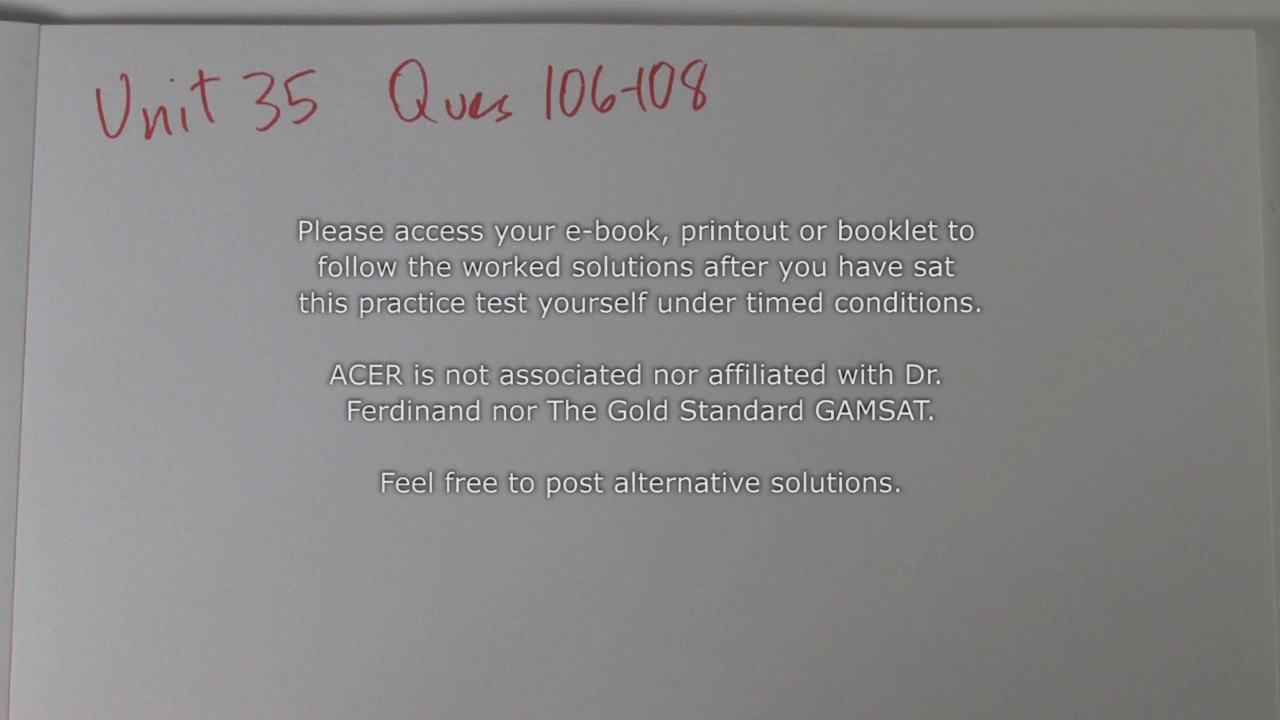 Unit 35 Ques 106-108
Please access your e-book, printout or booklet to
follow the worked solutions after you have sat
this practice test yourself under timed conditions.
ACER is not associated nor affiliated with Dr.
Ferdinand nor The Gold Standard GAMSAT.
Feel free to post alternative solutions.